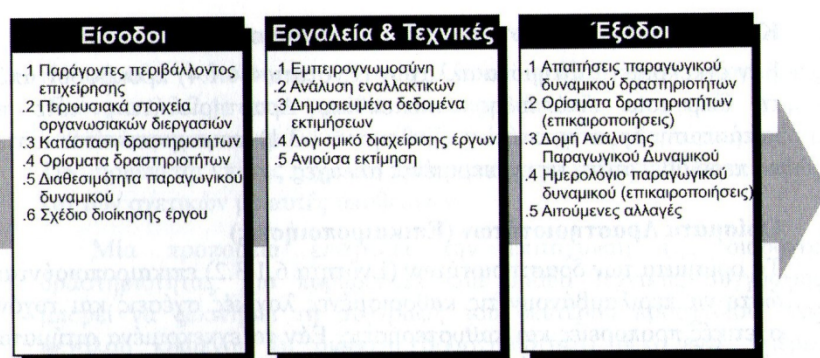 Είσοδοι
.1 Παράγοντες περιβάλλοντος
επιχείρησης
.2 Περιουσιακά στοιχεία
οργανωσιακών διεργασιών
.3 Κατάσταση δραστηριοτήτων
.4 Ορίσματα δραστηριοτήτων
.5 Διαθεσιμότητα παραγωγικού
δυναμικού
.6 Σχέδιο διοίκησης έργου
Εργαλεία & Τεχνικές
.1 Εμπειρογνωμοσύνη
.2 Ανάλυση εναλλακτικών
.3 Δημοσιευμένα δεδομένα
εκτιμήσεων
.4 Λογισμικό διαχείρισης έργων
.5 Ανιούσα εκτίμηση
Έξοδοι
.1 Απαιτήσεις παραγωγικού
δυναμικού δραστηριοτήτων
.2 Ορίσματα δραστηριοτήτων
(επικαιροποιήσεις)
.3 Δομή Ανάλυσης
Παραγωγικού Δυναμικού
.4 Ημερολόγιο παραγωγικού
δυναμικού (επικαιροποιήσεις)
.5 Αιτούμενες αλλαγές